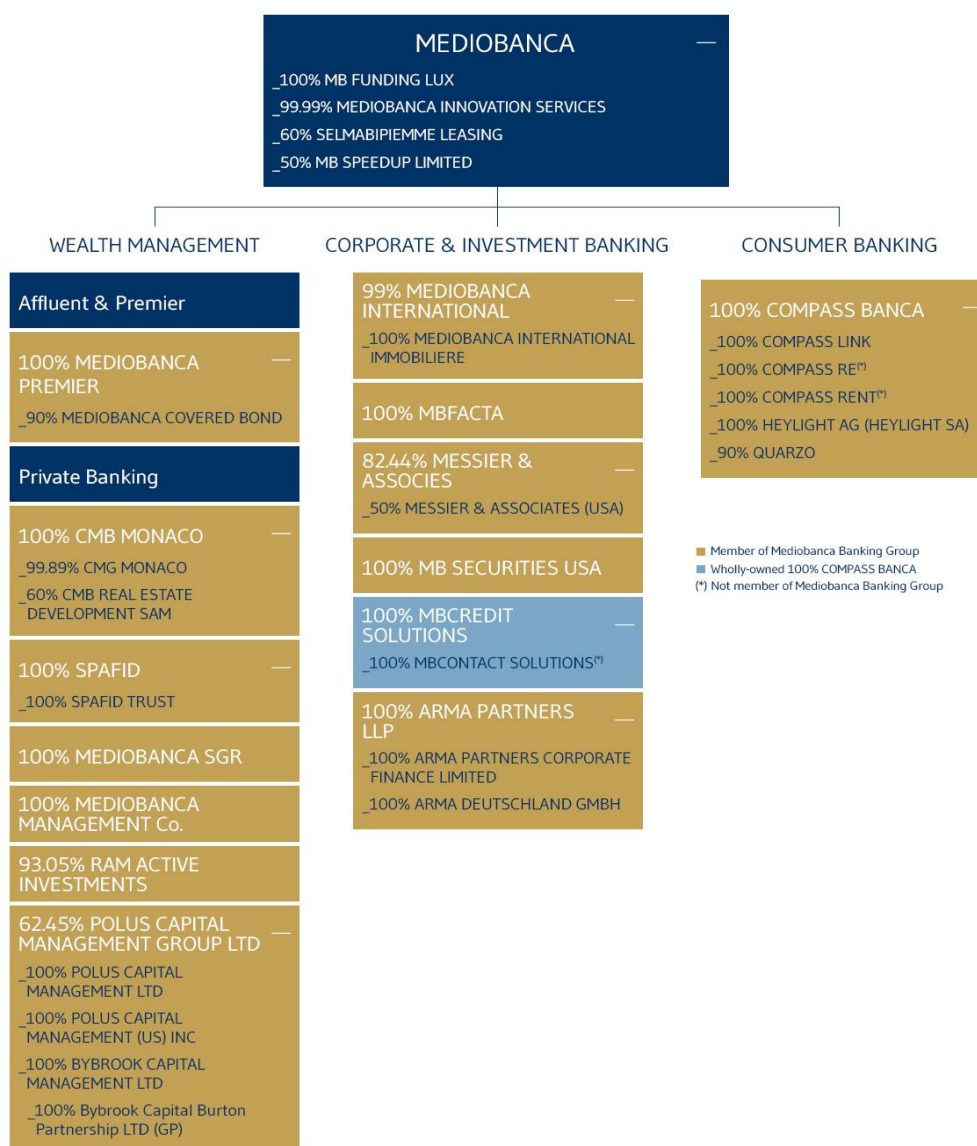 MEDIOBANCA
_100% MB FUNDING LUX
_99.99% MEDIOBANCA INNOVATION SERVICES
_60% SELMABIPIEMME LEASING
_50% MB SPEEDUP LIMITED
WEALTH MANAGEMENT
Affluent & Premier
100% MEDIOBANCA
PREMIER
_90% MEDIOBANCA COVERED BOND
Private Banking
100% CMB MONACO
_99.89% CMG MONACO
_60% CMB REAL ESTATE
DEVELOPMENT SAM
100% SPAFID
_100% SPAFID TRUST
100% MEDIOBANCA SGR
100% MEDIOBANCA
MANAGEMENT Co.
93.05% RAM ACTIVE
INVESTMENTS
62.45% POLUS CAPITAL
MANAGEMENT GROUP LTD
_100% POLUS CAPITAL
MANAGEMENT LTD
_100% POLUS CAPITAL
MANAGEMENT (US) INC
_100% BYBROOK CAPITAL
MANAGEMENT LTD
_100% Bybrook Capital Burton
Partnership LTD (GP)
CORPORATE & INVESTMENT BANKING
99% MEDIOBANCA
INTERNATIONAL
_100% MEDIOBANCA INTERNATIONAL
IMMOBILIERE
100% MBFACTA
82.44% MESSIER &
ASSOCIES
_50% MESSIER & ASSOCIATES (USA)
100% MB SECURITIES USA
100% MBCREDIT
SOLUTIONS
_100% MBCONTACT SOLUTIONS(*)
100% ARMA PARTNERS
LLP
_100% ARMA PARTNERS CORPORATE
FINANCE LIMITED
_100% ARMA DEUTSCHLAND GMBH
CONSUMER BANKING
100% COMPASS BANCA
_100% COMPASS LINK
_100% COMPASS RE(*)
_100% COMPASS RENT(*)
_100% HEYLIGHT AG (HEYLIGHT SA)
_90% QUARZO
Member of Mediobanca Banking Group
Wholly-owned 100% COMPASS BANCA
(*) Not member of Mediobanca Banking Group